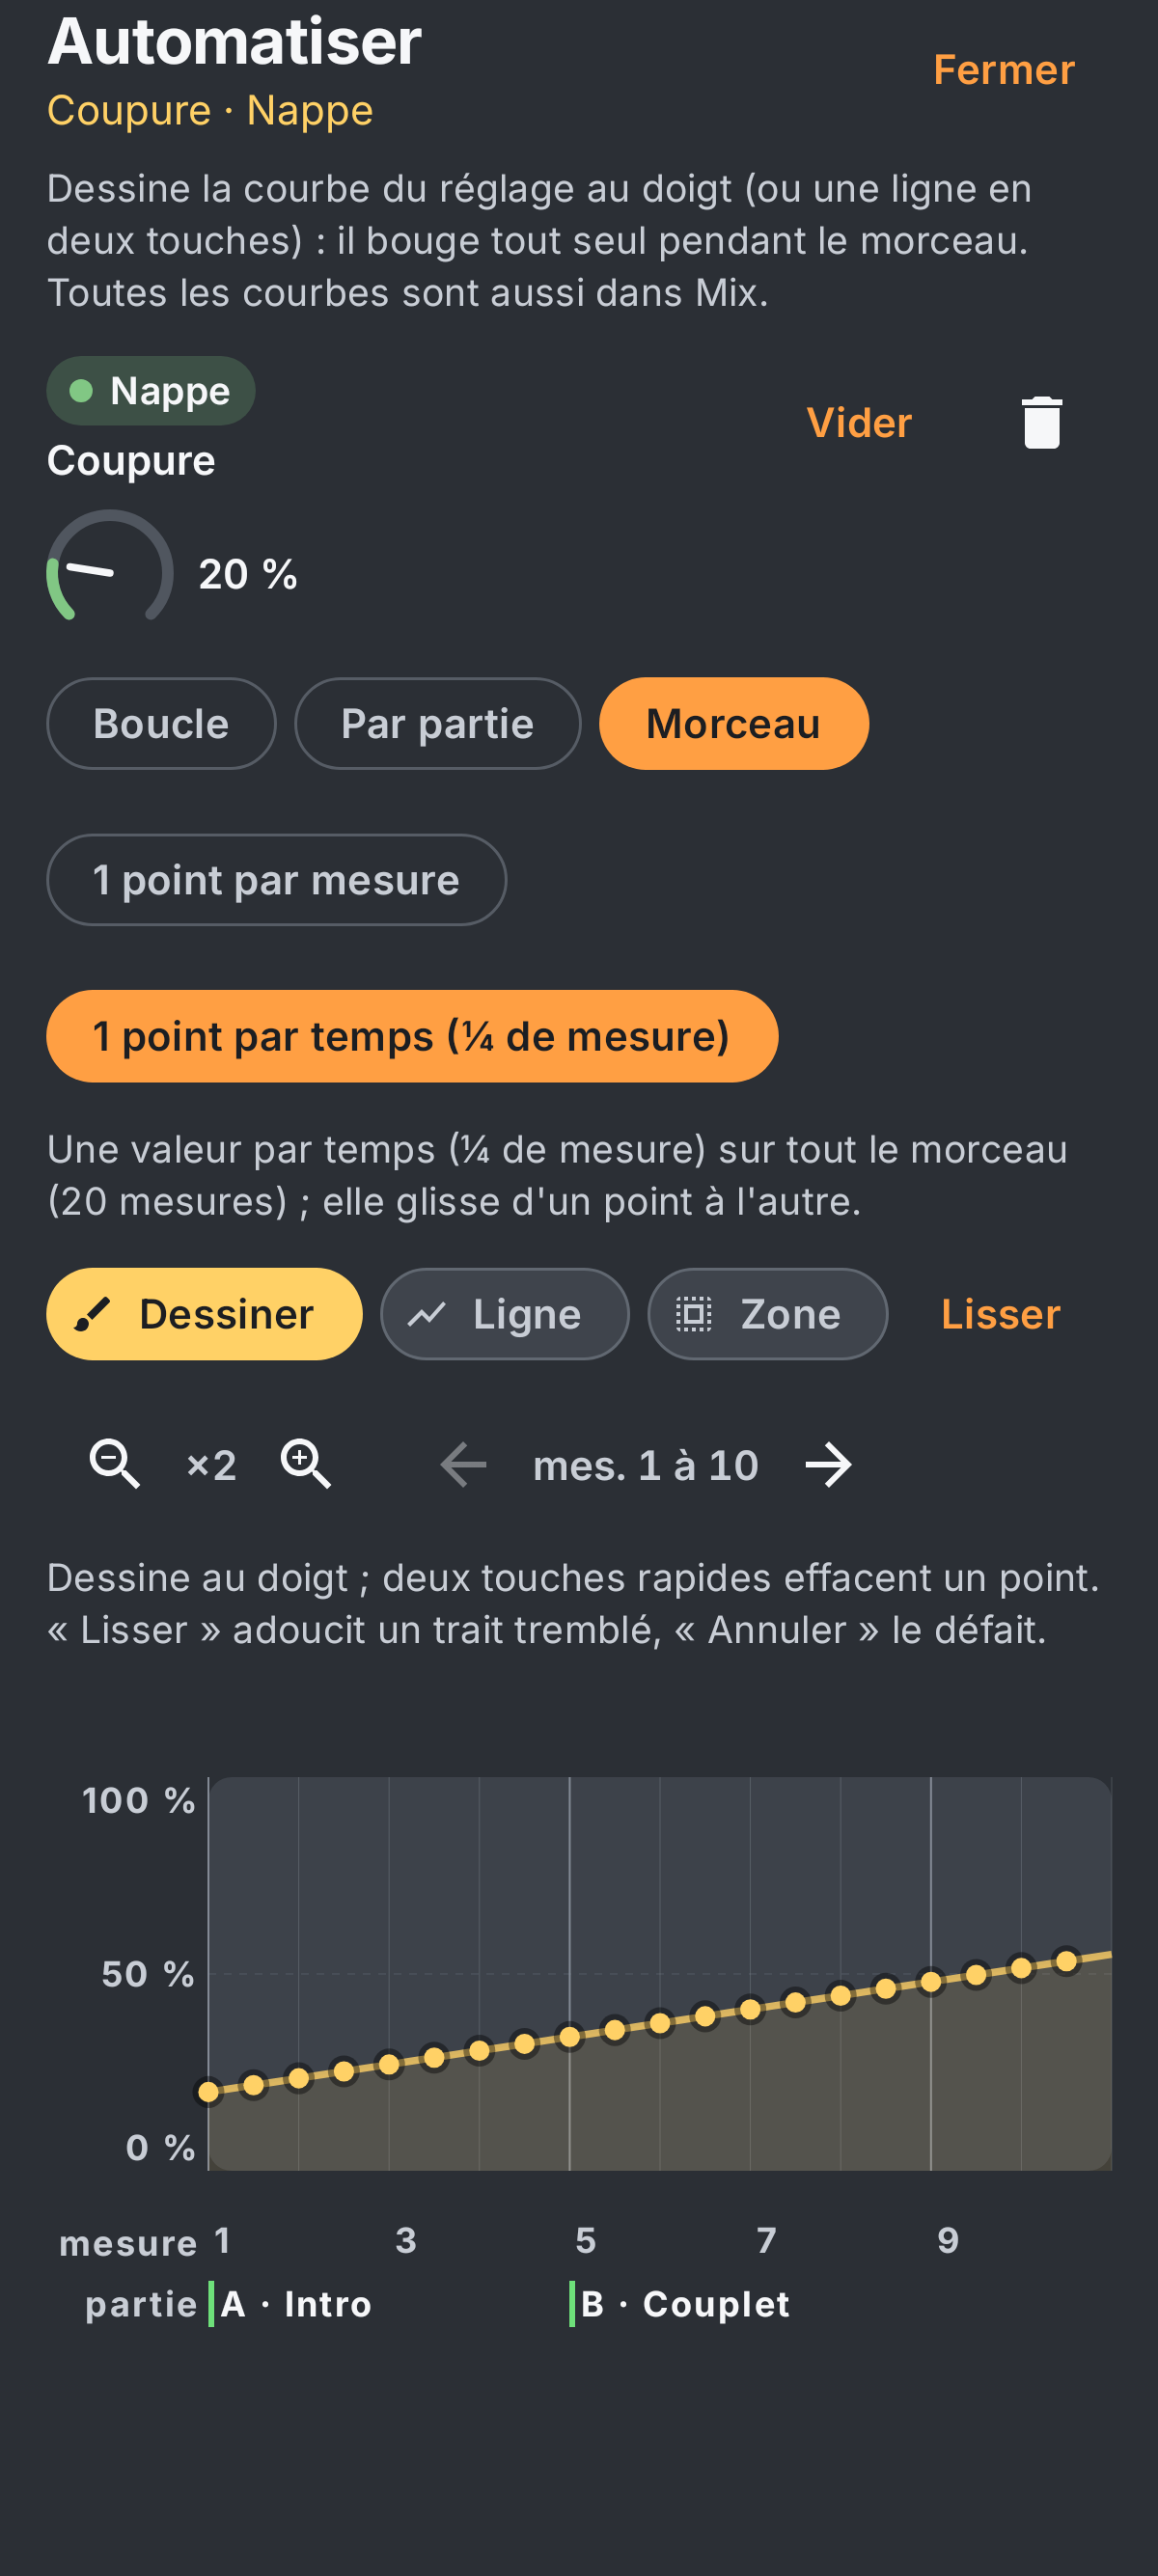 Automatiser
Fermer
Coupure · Nappe
Dessine la courbe du réglage au doigt (ou une ligne en
deux touches) : il bouge tout seul pendant le morceau.
Toutes les courbes sont aussi dans Mix.
Nappe
Vider
Coupure
20 %
Boucle Par partie Morceau
1 point par mesure
1 point par temps (¼ de mesure)
Une valeur par temps (¼ de mesure) sur tout le morceau
(20 mesures) ; elle glisse d'un point à l'autre.
Dessiner Ligne Zone Lisser
×2 mes. 1 à 10
Dessine au doigt ; deux touches rapides effacent un point.
« Lisser » adoucit un trait tremblé, « Annuler » le défait.
100 %
50 %
0 %
mesure 1 3 5 7 9
partie A · Intro B · Couplet